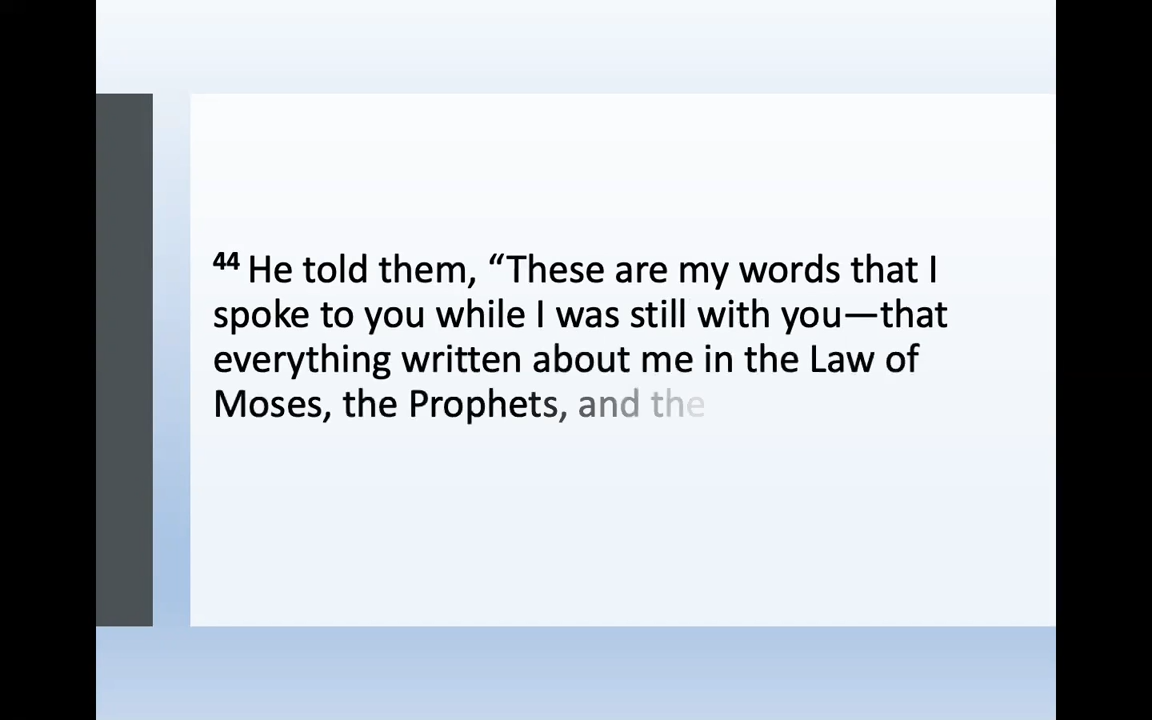 44 He told them, “These are my words that I
spoke to you while I was still with you—that
everything written about me in the Law of
Moses, the Prophets, and the